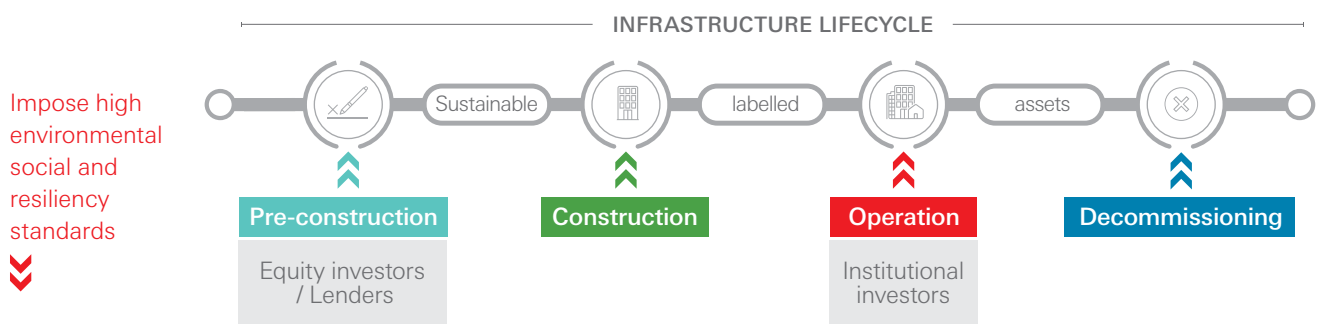 INFRASTRUCTURE LIFECYCLE
Impose high
environmental
social and
resiliency
standards
Sustainable
labelled
assets
Pre-construction
Construction
Operation
Decommissioning
Equity investors
/ Lenders
Institutional
investors